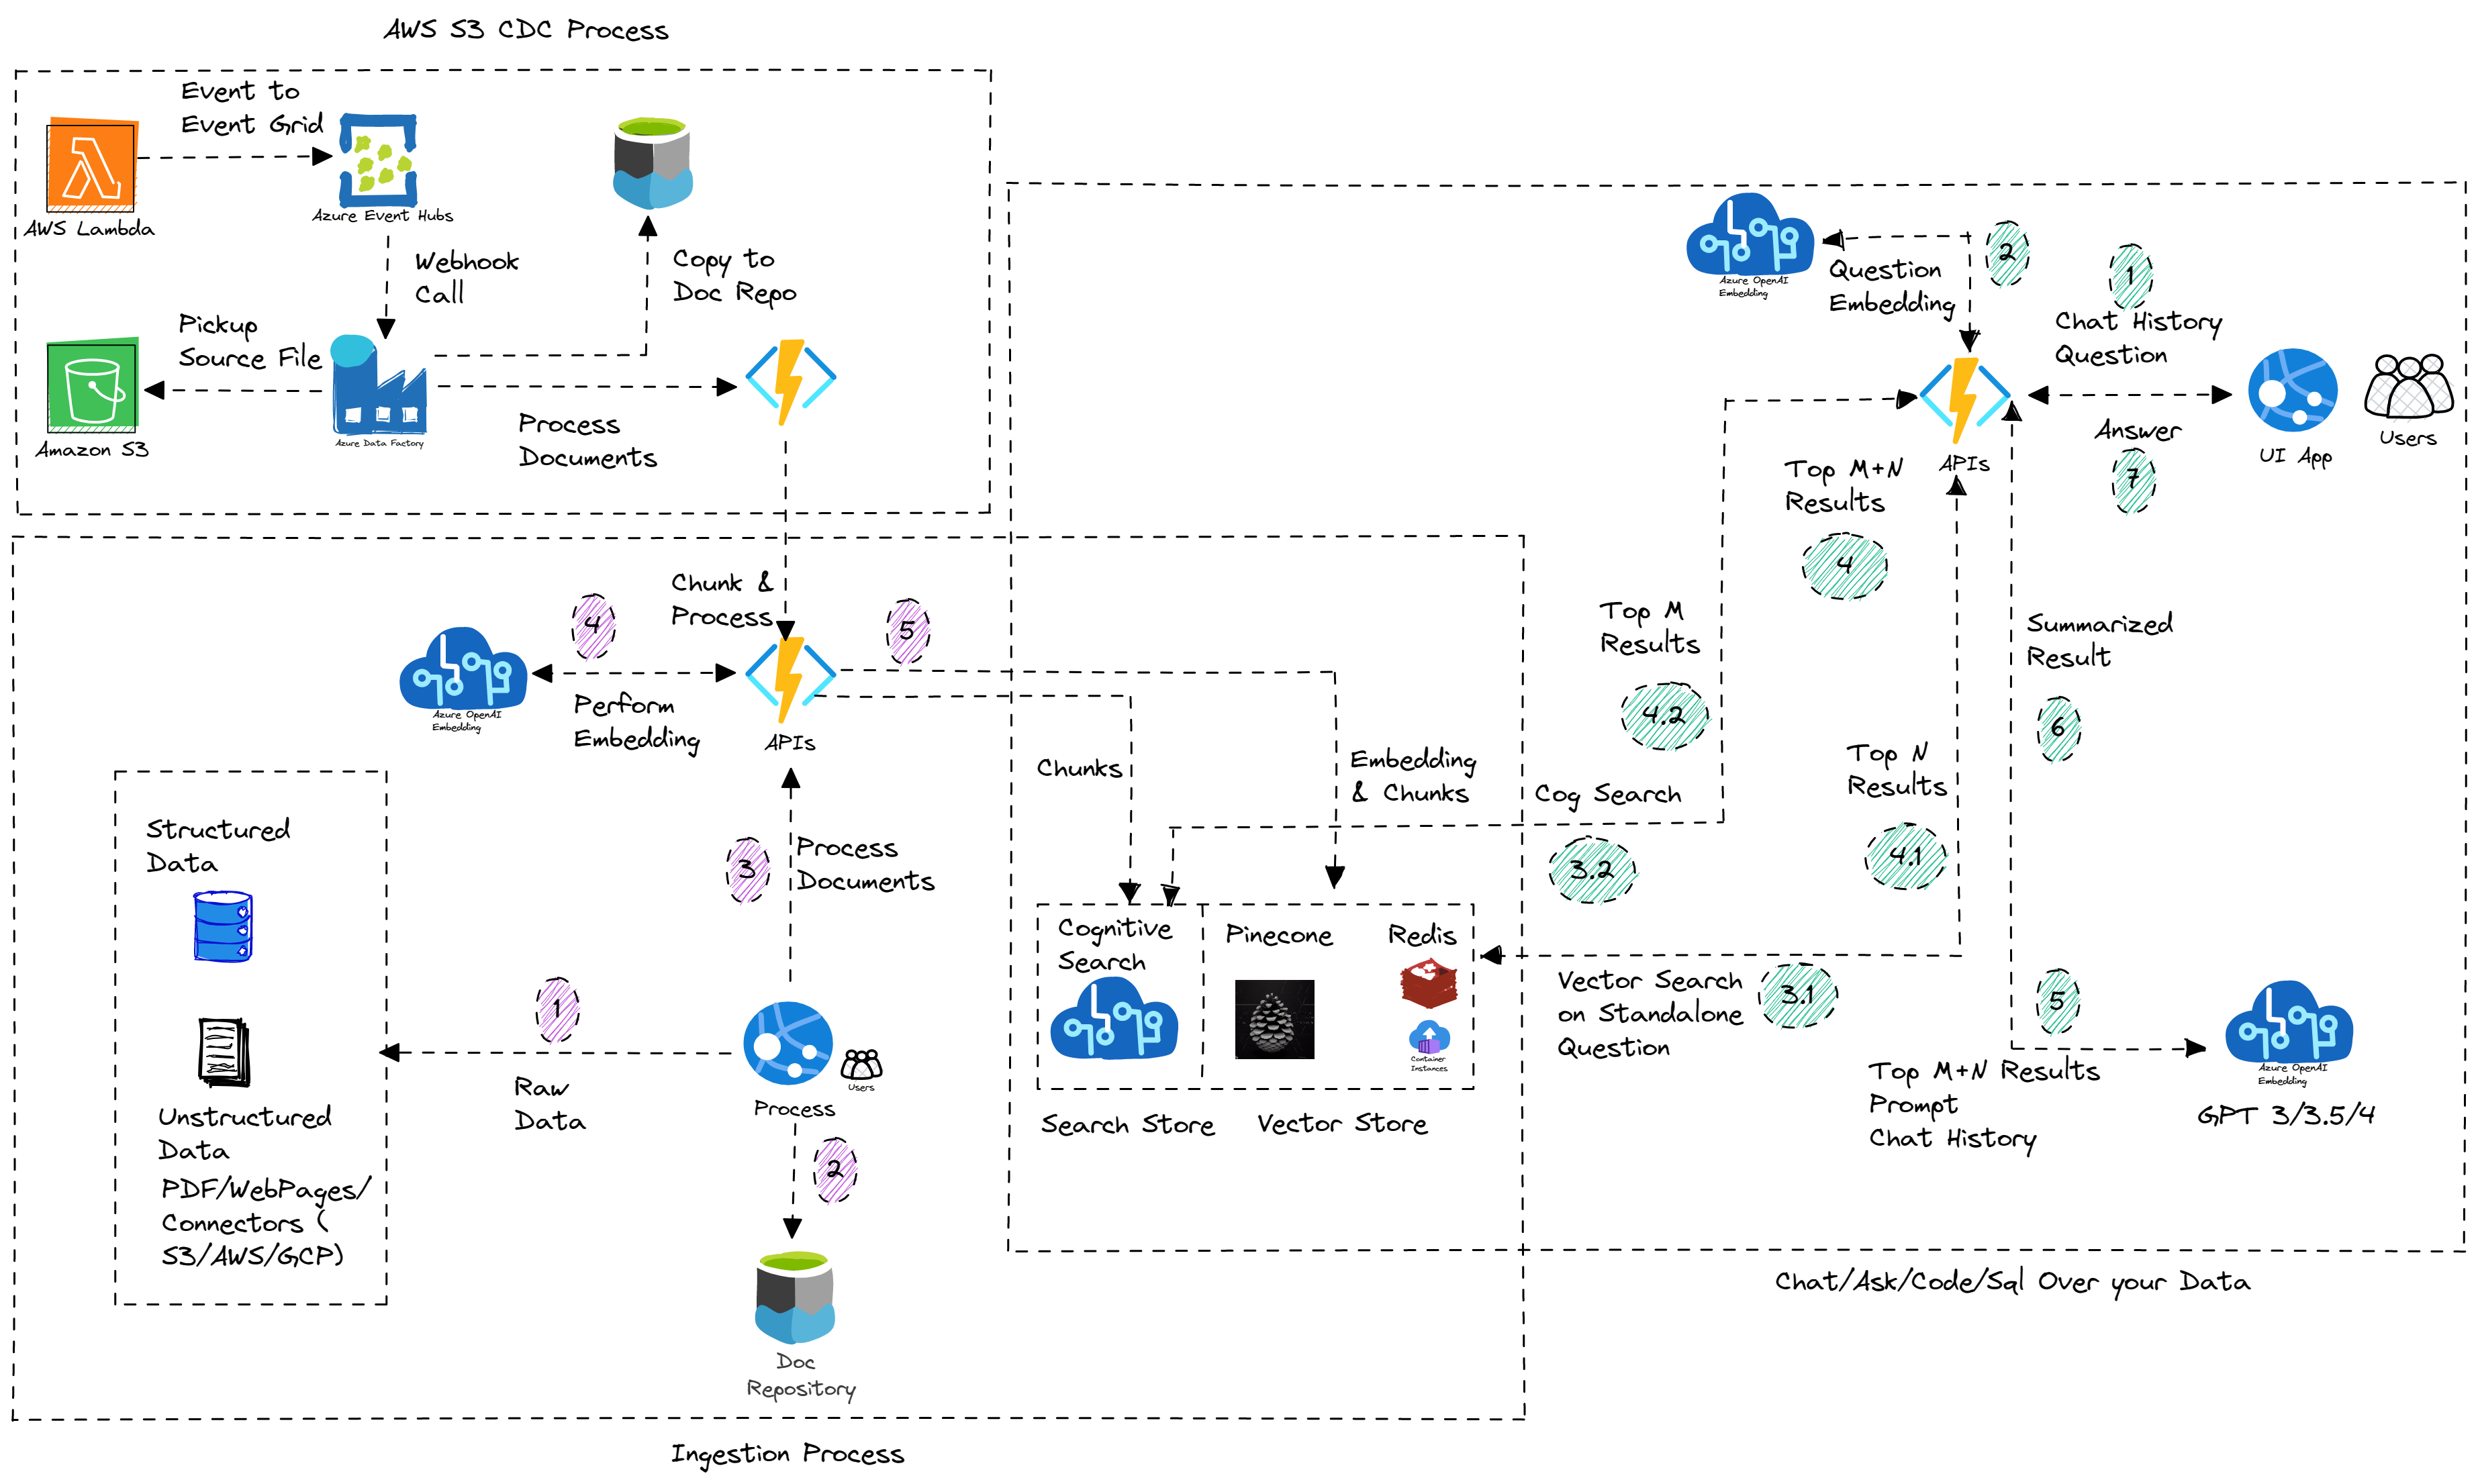 AWS S3 CDC Process
Event to
Event Grid
AWS Lambda
Azure Event Hubs
Webhook
Call
Copy to
Doc Repo
Pickup
Source File
Amazon S3
Azure Data Factory
Process
Documents
Azure OpenAI
Embedding
Question
Embedding
2
1
Chat History
Question
Answer
7
APIs
UI App
Users
Top M+N
Results
4
Top M
Results
4.2
Summarized
Result
6
Top N
Results
4.1
Cog Search
3.2
Vector Search
on Standalone
Question
3.1
5
Top M+N Results
Prompt
Chat History
Azure OpenAI
Embedding
GPT 3/3.5/4
Chat/Ask/Code/Sql Over your Data
Chunk &
Process
4
5
Azure OpenAI
Embedding
Perform
Embedding
APIs
Chunks
Embedding
& Chunks
Structured
Data
3
Process
Documents
Cognitive
Search
Pinecone
Redis
Container
Instances
Search Store
Vector Store
1
Raw
Data
Users
Process
2
Unstructured
Data
PDF/WebPages/
Connectors (
S3/AWS/GCP)
Doc
Repository
Ingestion Process